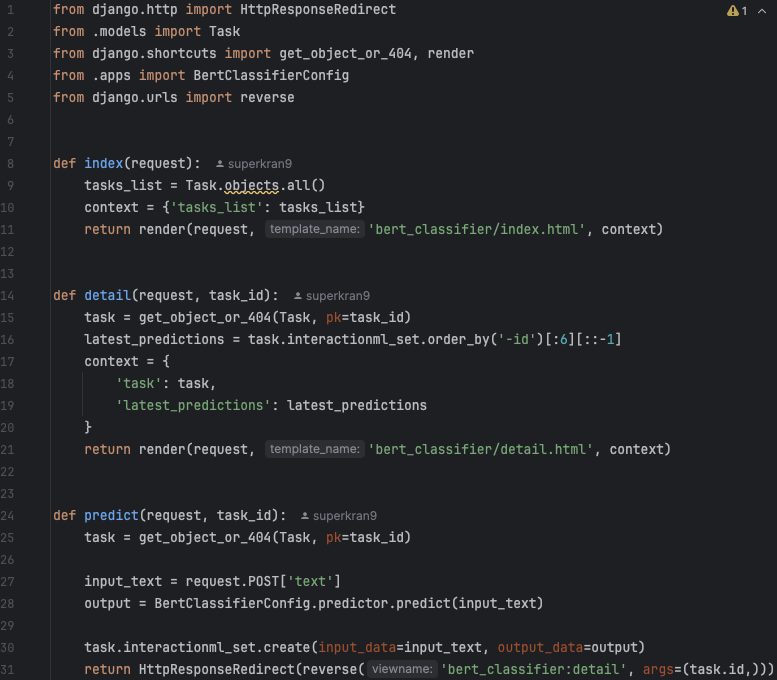 1 from django.http import HttpResponseRedirect 1
2 from .models import Task
3 from django.shortcuts import get_object_or_404, render
4 from .apps import BertClassifierConfig
5 from django.urls import reverse
6
7
8 def index(request): superkran9
9     tasks_list = Task.objects.all()
10     context = {'tasks_list': tasks_list}
11     return render(request, template_name: 'bert_classifier/index.html', context)
12
13
14 def detail(request, task_id): superkran9
15     task = get_object_or_404(Task, pk=task_id)
16     latest_predictions = task.interactionml_set.order_by('-id')[:6][::-1]
17     context = {
18         'task': task,
19         'latest_predictions': latest_predictions
20     }
21     return render(request, template_name: 'bert_classifier/detail.html', context)
22
23
24 def predict(request, task_id): superkran9
25     task = get_object_or_404(Task, pk=task_id)
26
27     input_text = request.POST['text']
28     output = BertClassifierConfig.predictor.predict(input_text)
29
30     task.interactionml_set.create(input_data=input_text, output_data=output)
31     return HttpResponseRedirect(reverse( viewname: 'bert_classifier:detail', args=(task.id,)))